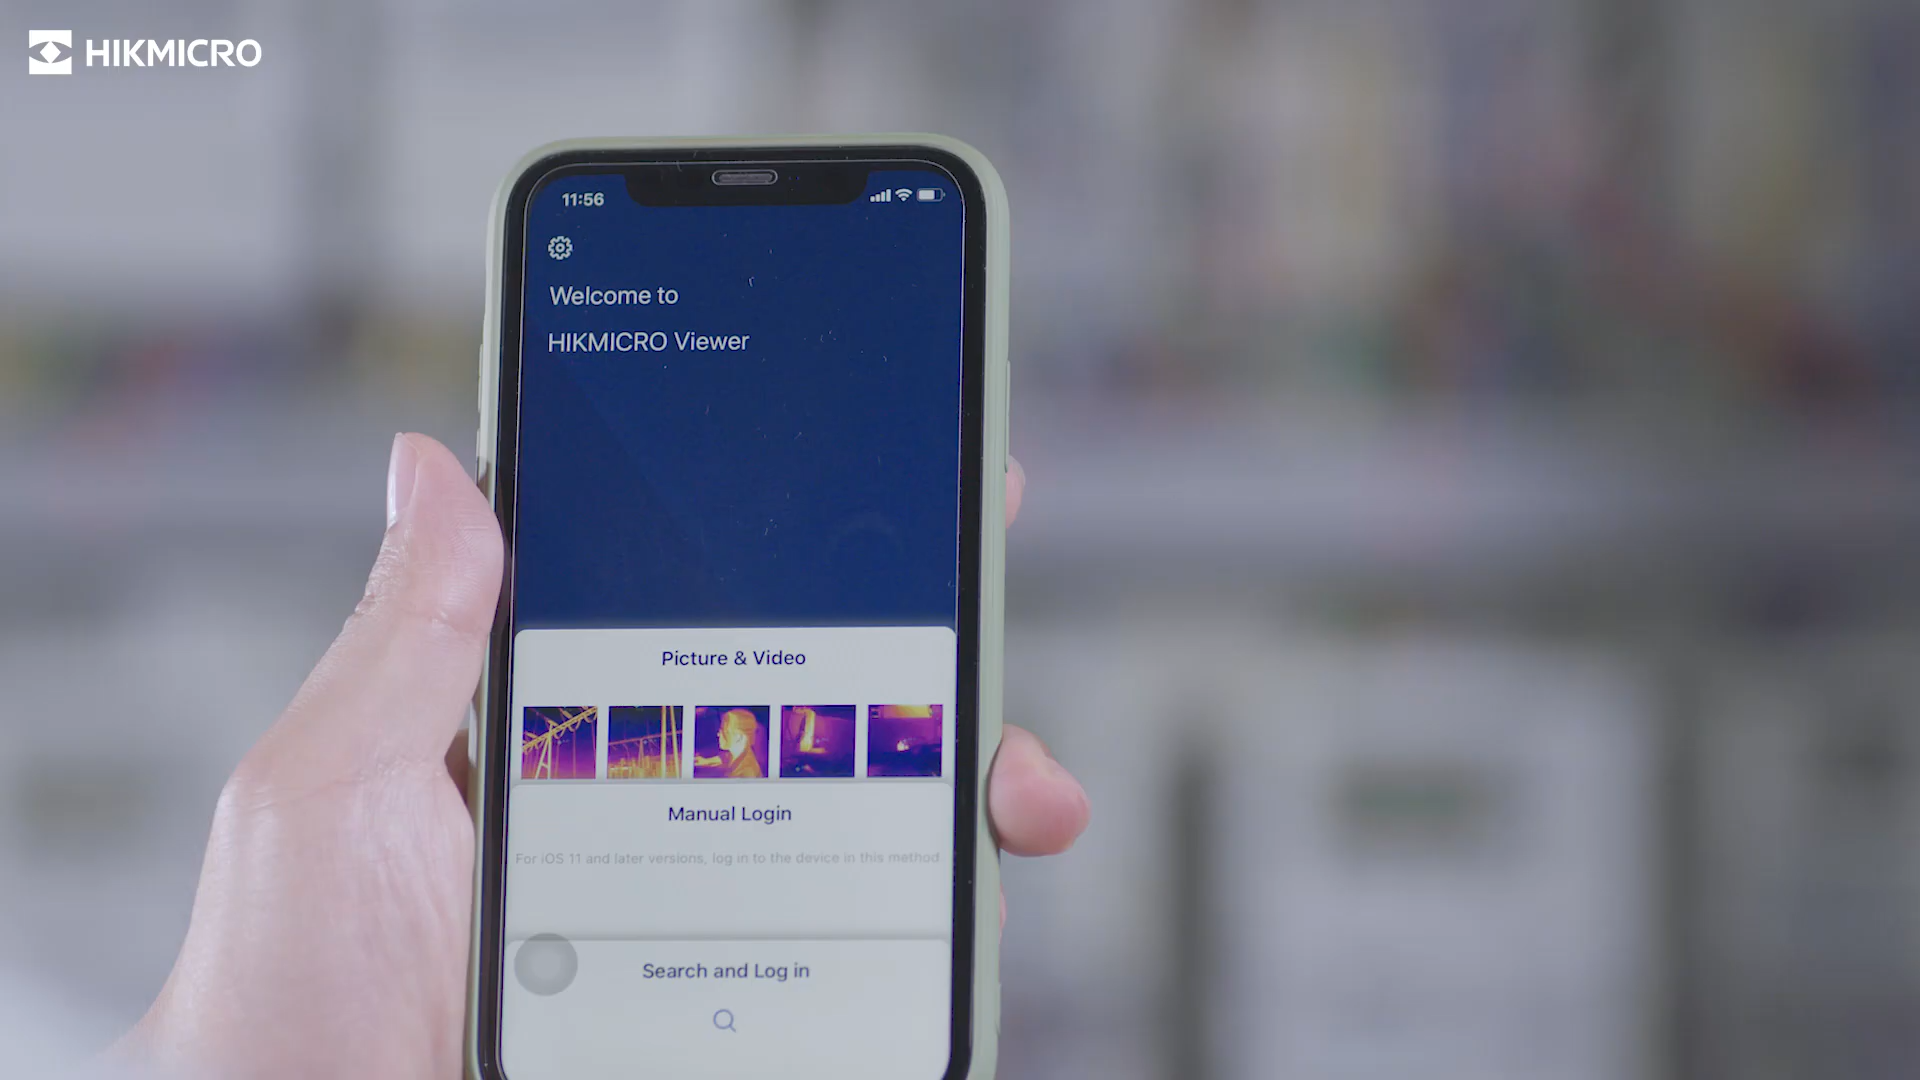 HIKMICRO
11:56
Welcome to
HIKMICRO Viewer
Picture & Video
Manual Login
For iOS 11 and later versions, log in to the device in this method
Search and Log in